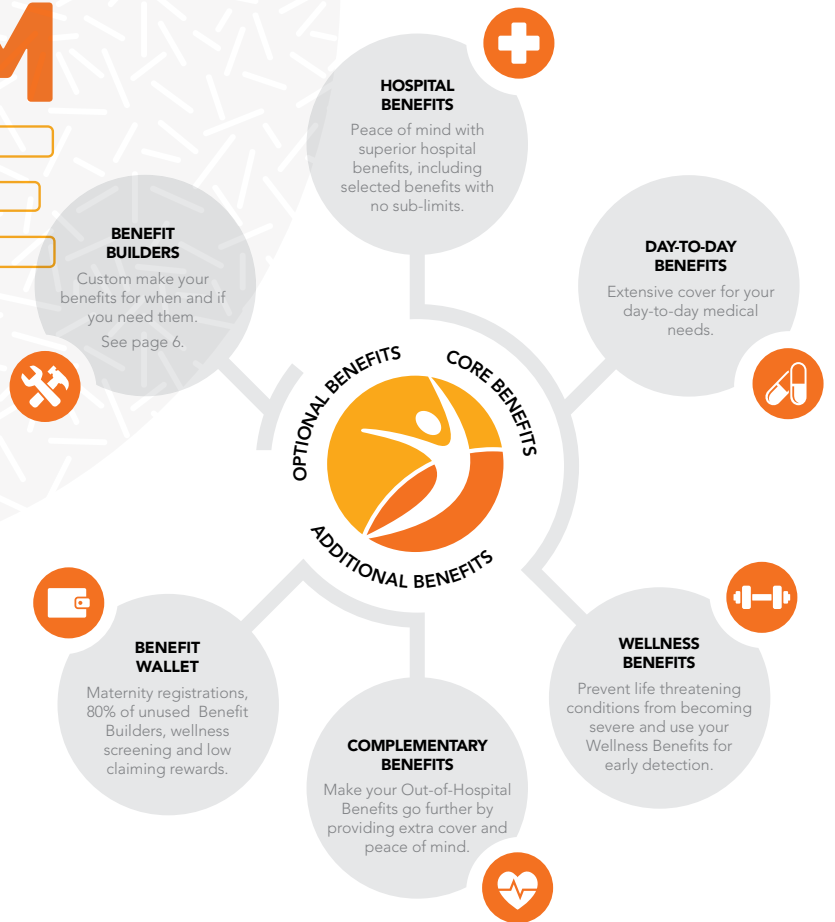 M
HOSPITAL
BENEFITS
Peace of mind with
superior hospital
benefits, including
selected benefits with
no sub-limits.
BENEFIT
BUILDERS
Custom make your
benefits for when and if
you need them.
See page 6.
DAY-TO-DAY
BENEFITS
Extensive cover for your
day-to-day medical
needs.
OPTIONAL BENEFITS
CORE BENEFITS
ADDITIONAL BENEFITS
BENEFIT
WALLET
Maternity registrations,
80% of unused Benefit
Builders, wellness
screening and low
claiming rewards.
COMPLEMENTARY
BENEFITS
Make your Out-of-Hospital
Benefits go further by
providing extra cover and
peace of mind.
WELLNESS
BENEFITS
Prevent life threatening
conditions from becoming
severe and use your
Wellness Benefits for
early detection.